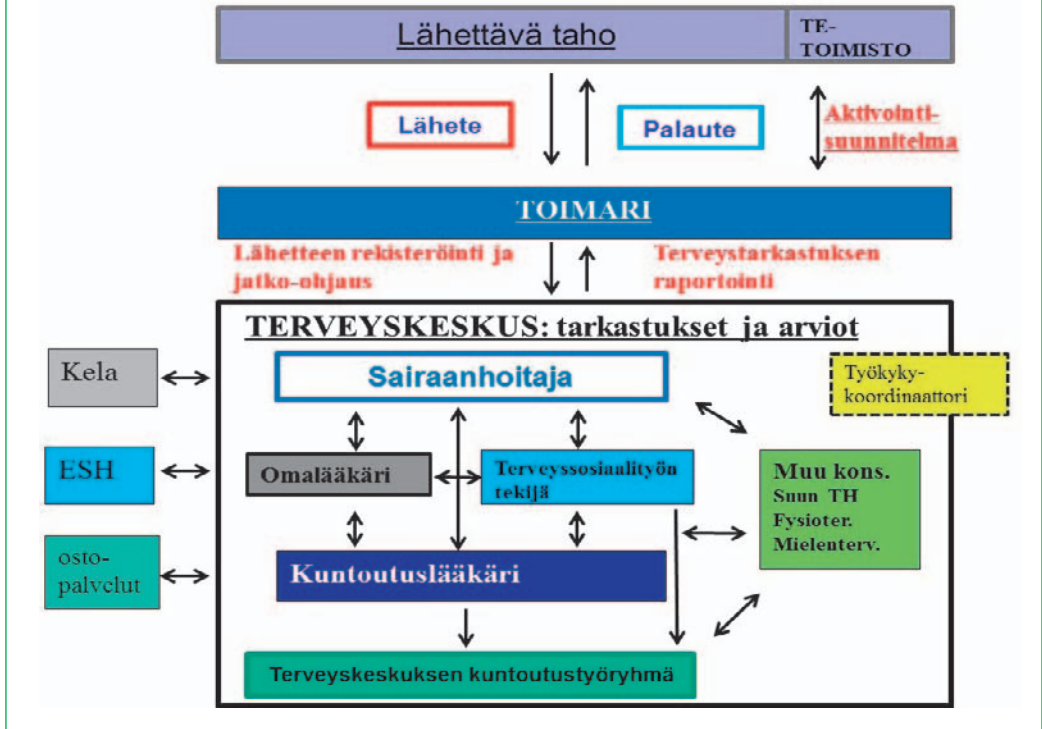 Lähettävä taho
TE-
TOIMISTO
Lähete
Palaute
Aktivointi-
suunnitelma
TOIMARI
Lähetteen rekisteröinti ja
jatko-ohjaus
Terveystarkastuksen
raportointi
TERVEYSKESKUS: tarkastukset ja arviot
Kela
Sairaanhoitaja
Työkyky-
koordinaattori
ESH
Omalääkäri
Terveyssosiaalityön
tekijä
Muu kons.
Suun TH
Fysioter.
Mielenterv.
osto-
palvelut
Kuntoutuslääkäri
Terveyskeskuksen kuntoutustyöryhmä